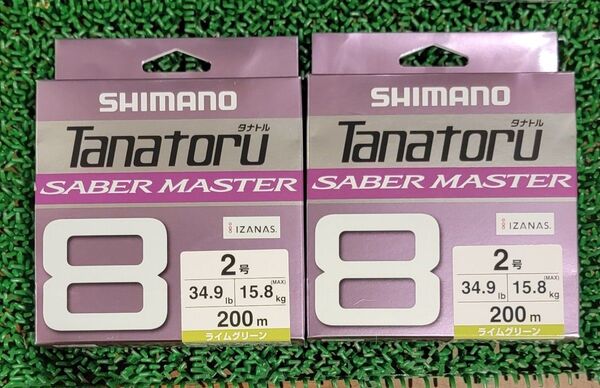 SHIMANO
タナトル
Tanatoru
SABER MASTER
8
IZANAS.
2号
34.9 lb 15.8 kg (MAX)
200m
ライムグリーン
SHIMANO
タナトル
Tanatoru
SABER MASTER
8
IZANAS.
2号
34.9 lb 15.8 kg (MAX)
200m
ライムグリーン